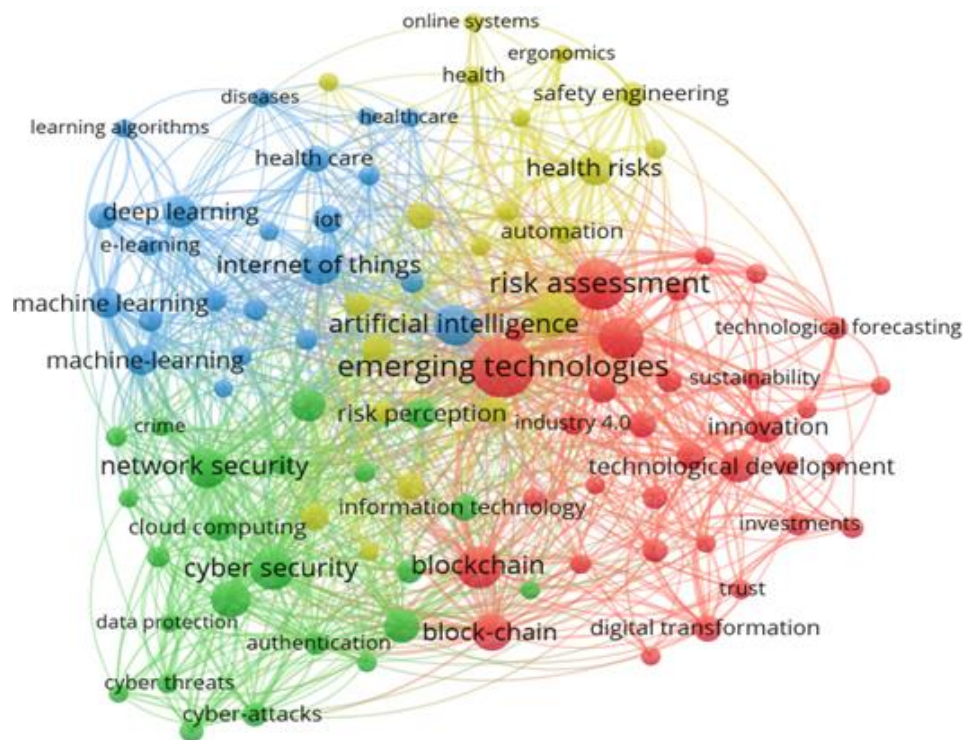 online systems
ergonomics
health
safety engineering
diseases
healthcare
learning algorithms
health care
health risks
deep learning
iot
automation
e-learning
internet of things
risk assessment
machine learning
artificial intelligence
technological forecasting
machine-learning
emerging technologies
sustainability
crime
risk perception
industry 4.0
innovation
network security
technological development
information technology
cloud computing
investments
cyber security
blockchain
trust
data protection
authentication
block-chain
digital transformation
cyber threats
cyber-attacks